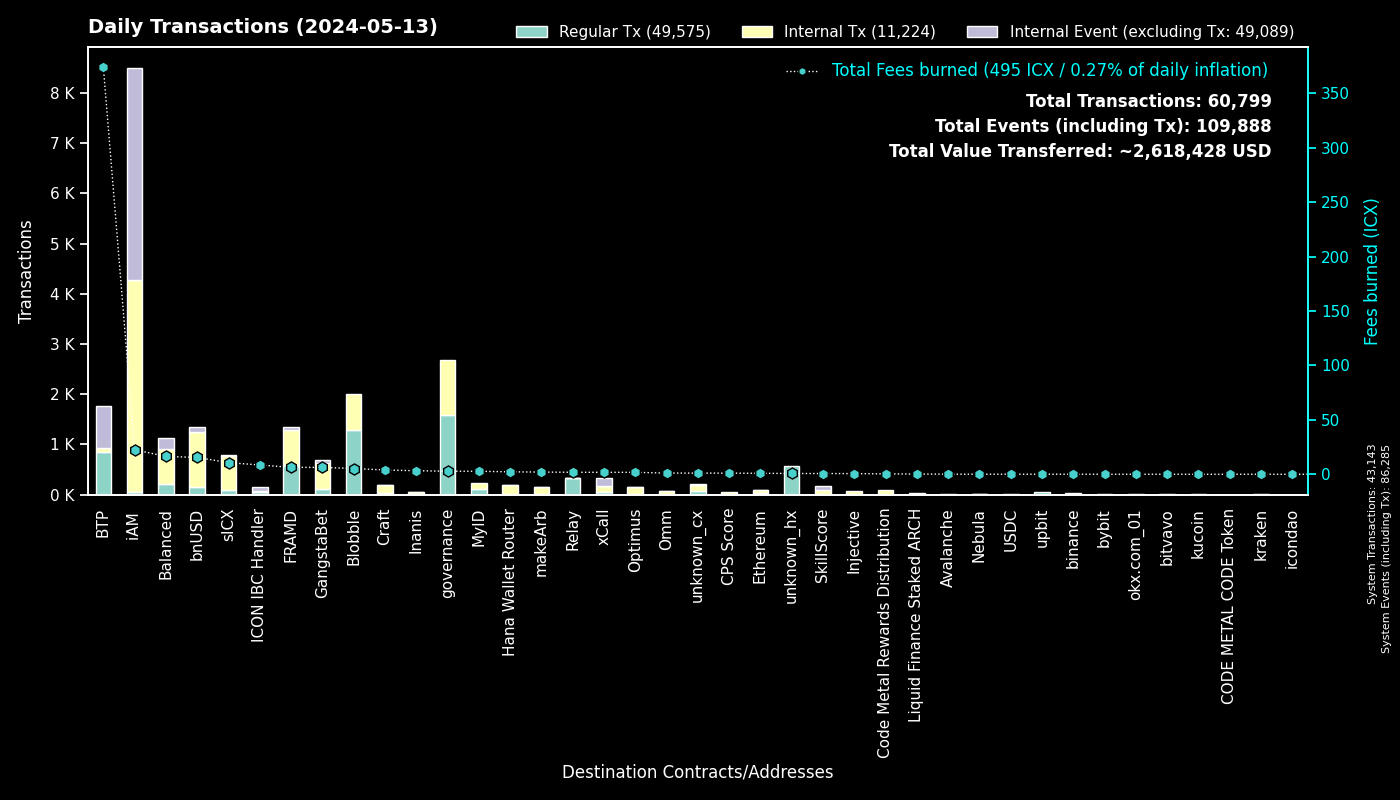 Daily Transactions (2024-05-13)
Regular Tx (49,575)
Internal Tx (11,224)
Internal Event (excluding Tx: 49,089)
Total Fees burned (495 ICX / 0.27% of daily inflation)
Total Transactions: 60,799
Total Events (including Tx): 109,888
Total Value Transferred: ~2,618,428 USD
Transactions
8 K
7 K
6 K
5 K
4 K
3 K
2 K
1 K
0 K
350
300
250
200
150
100
50
0
Fees burned (ICX)
BTP
iAM
Balanced
bnUSD
sICX
ICON IBC Handler
FRAMD
GangstaBet
Blobble
Craft
Inanis
governance
MyID
Hana Wallet Router
makeArb
Relay
xCall
Optimus
Omm
unknown_cx
CPS Score
Ethereum
unknown_hx
SkillScore
Injective
Code Metal Rewards Distribution
Liquid Finance Staked ARCH
Avalanche
Nebula
USDC
upbit
binance
bybit
okx.com_01
bitvavo
kucoin
CODE METAL CODE Token
kraken
icondao
Destination Contracts/Addresses
System Transactions: 43,143
System Events (including Tx): 86,285